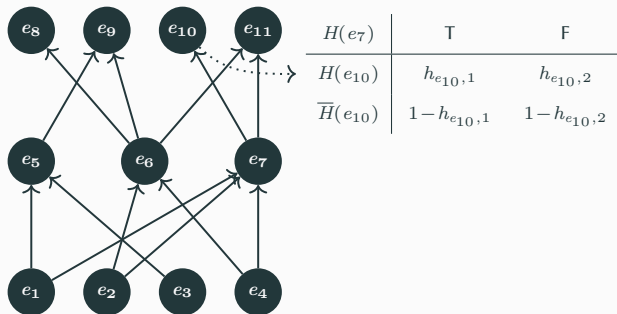 e₈ e₉ e₁₀ e₁₁
H(e₇) T F
H(e₁₀) h_{e₁₀,1} h_{e₁₀,2}
H̅(e₁₀) 1−h_{e₁₀,1} 1−h_{e₁₀,2}
e₅ e₆ e₇
e₁ e₂ e₃ e₄